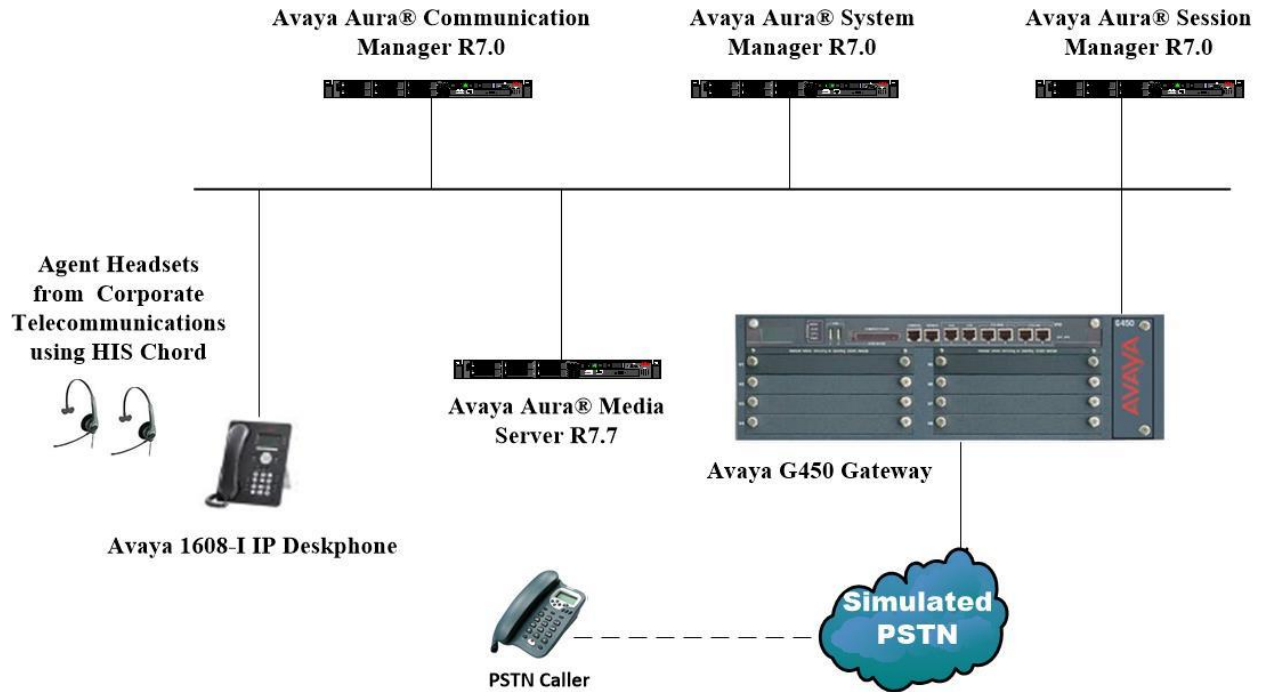 Avaya Aura® Communication
Manager R7.0
Avaya Aura® System
Manager R7.0
Avaya Aura® Session
Manager R7.0
Agent Headsets
from Corporate
Telecommunications
using HIS Chord
Avaya 1608-I IP Deskphone
Avaya Aura® Media
Server R7.7
G450
AVAYA
Avaya G450 Gateway
Simulated
PSTN
PSTN Caller